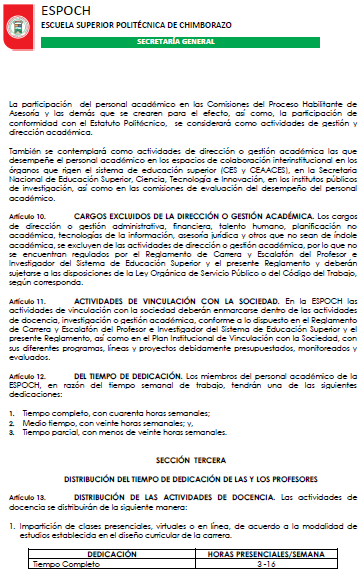 ESPOCH
ESCUELA SUPERIOR POLITÉCNICA DE CHIMBORAZO
SECRETARÍA GENERAL
La participación del personal académico en las Comisiones del Proceso Habilitante de
Asesoría y las demás que se crearen para el efecto, así como, la participación de
conformidad con el Estatuto Politécnico, se considerará como actividades de gestión y
dirección académica.
También se contemplará como actividades de dirección o gestión académica las que
desempeñe el personal académico en los espacios de colaboración interinstitucional en los
órganos que rigen el sistema de educación superior (CES y CEAACES), en la Secretaría
Nacional de Educación Superior, Ciencia, Tecnología e Innovación, en los institutos públicos
de investigación, así como en las comisiones de evaluación del desempeño del personal
académico.
Artículo 10. CARGOS EXCLUIDOS DE LA DIRECCIÓN O GESTIÓN ACADÉMICA. Los cargos
de dirección o gestión administrativa, financiera, talento humano, planificación no
académica, tecnologías de la información, asesoría jurídica y otros que no sean de índole
académica, se excluyen de las actividades de dirección o gestión académica, por lo que no
se encuentran regulados por el Reglamento de Carrera y Escalafón del Profesor e
Investigador del Sistema de Educación Superior y el presente Reglamento y deberán
sujetarse a las disposiciones de la Ley Orgánica de Servicio Público o del Código del Trabajo,
según corresponda.
Artículo 11. ACTIVIDADES DE VINCULACIÓN CON LA SOCIEDAD. En la ESPOCH las
actividades de vinculación con la sociedad deberán enmarcarse dentro de las actividades
de docencia, investigación o gestión académica, conforme a lo dispuesto en el Reglamento
de Carrera y Escalafón del Profesor e Investigador del Sistema de Educación Superior y el
presente Reglamento, así como en el Plan Institucional de Vinculación con la Sociedad, con
sus diferentes programas, líneas y proyectos debidamente presupuestados, monitoreados y
evaluados.
Artículo 12. DEL TIEMPO DE DEDICACIÓN. Los miembros del personal académico de la
ESPOCH, en razón del tiempo semanal de trabajo, tendrán una de las siguientes
dedicaciones:
1. Tiempo completo, con cuarenta horas semanales;
2. Medio tiempo, con veinte horas semanales; y,
3. Tiempo parcial, con menos de veinte horas semanales.
SECCIÓN TERCERA
DISTRIBUCIÓN DEL TIEMPO DE DEDICACIÓN DE LAS Y LOS PROFESORES
Artículo 13. DISTRIBUCIÓN DE LAS ACTIVIDADES DE DOCENCIA. Las actividades de
docencia se distribuirán de la siguiente manera:
1. Impartición de clases presenciales, virtuales o en línea, de acuerdo a la modalidad de
estudios establecida en el diseño curricular de la carrera.
DEDICACIÓN HORAS PRESENCIALES/SEMANA
Tiempo Completo 3 -16